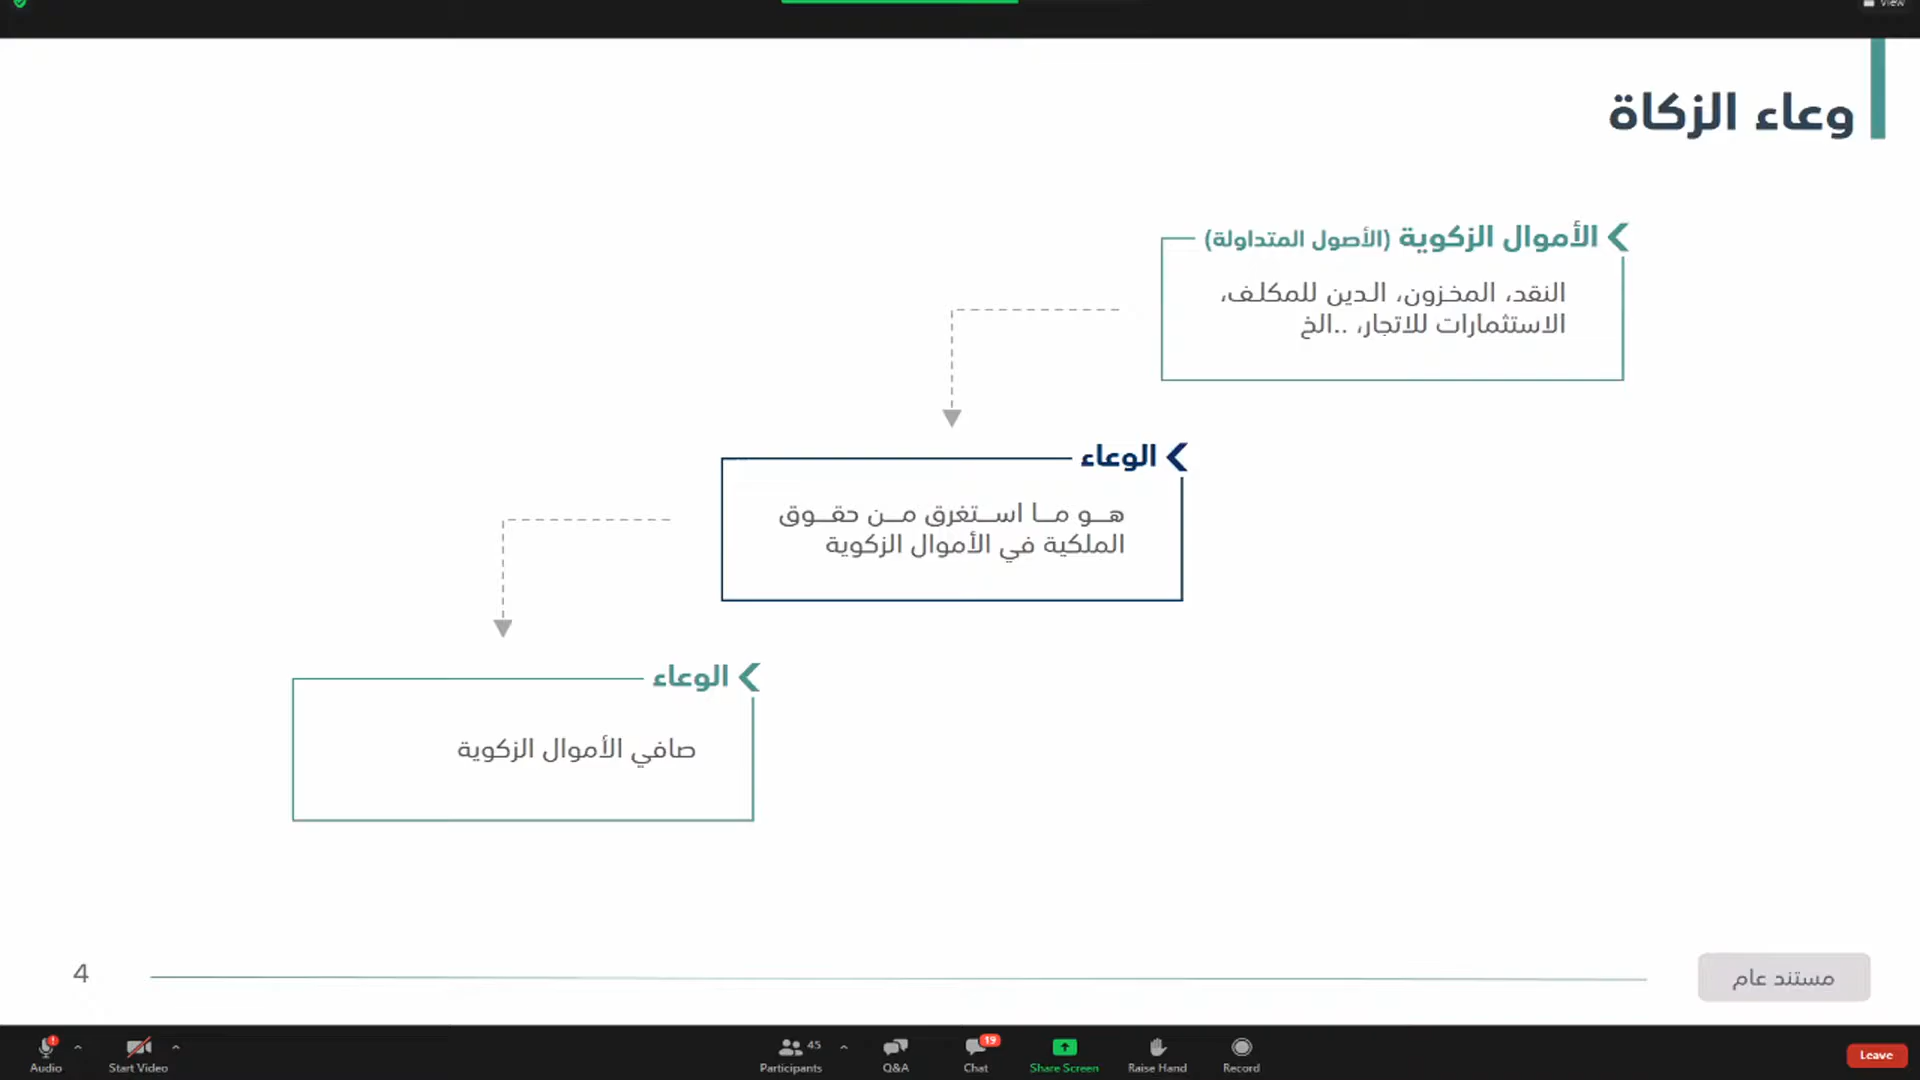 View
وعاء الزكاة
الأموال الزكوية (الأصول المتداولة)
النقد، المخزون، الدين للمكلف،
الاستثمارات للاتجار، ..الخ
الوعاء
هو ما استغرق من حقوق
الملكية في الأموال الزكوية
الوعاء
صافي الأموال الزكوية
4
مستند عام
45
19
Audio
Start Video
Participants
Q&A
Chat
Share Screen
Raise Hand
Record
Leave